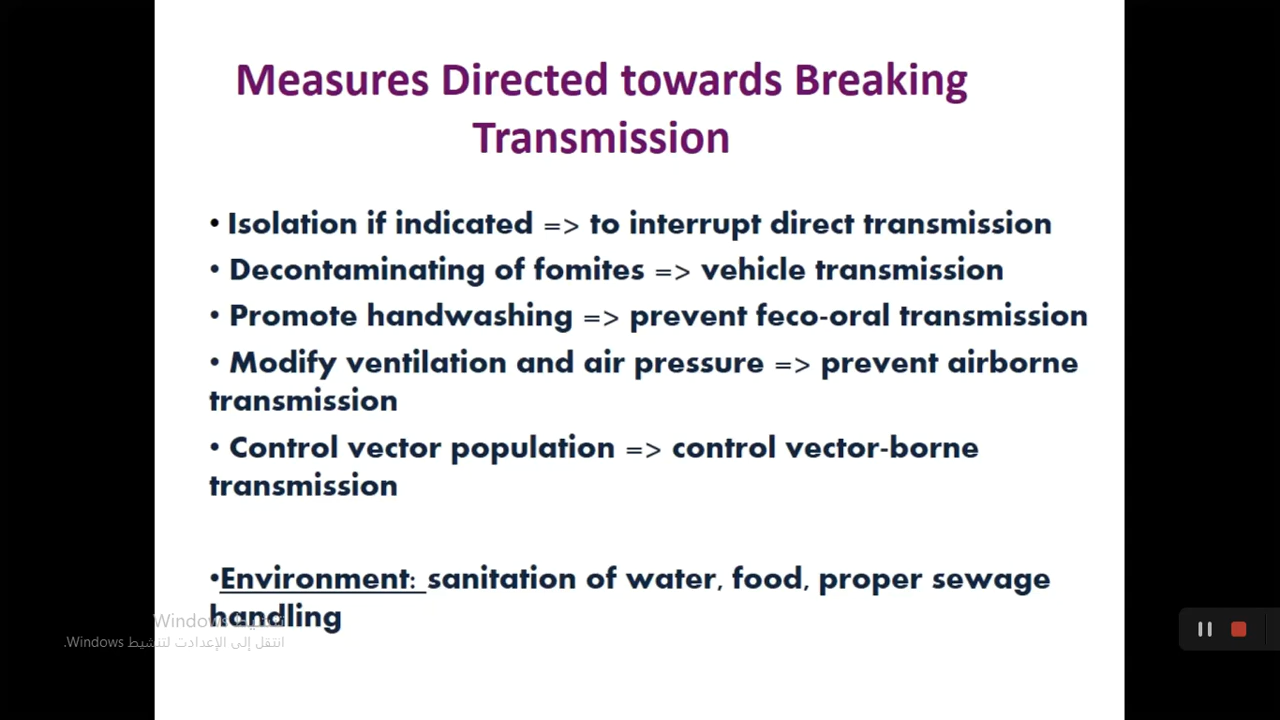 Measures Directed towards Breaking
Transmission
• Isolation if indicated => to interrupt direct transmission
• Decontaminating of fomites => vehicle transmission
• Promote handwashing => prevent feco-oral transmission
• Modify ventilation and air pressure => prevent airborne
transmission
• Control vector population => control vector-borne
transmission
•Environment: sanitation of water, food, proper sewage
handling
تنشيط Windows
انتقل إلى الإعدادات لتنشيط Windows.